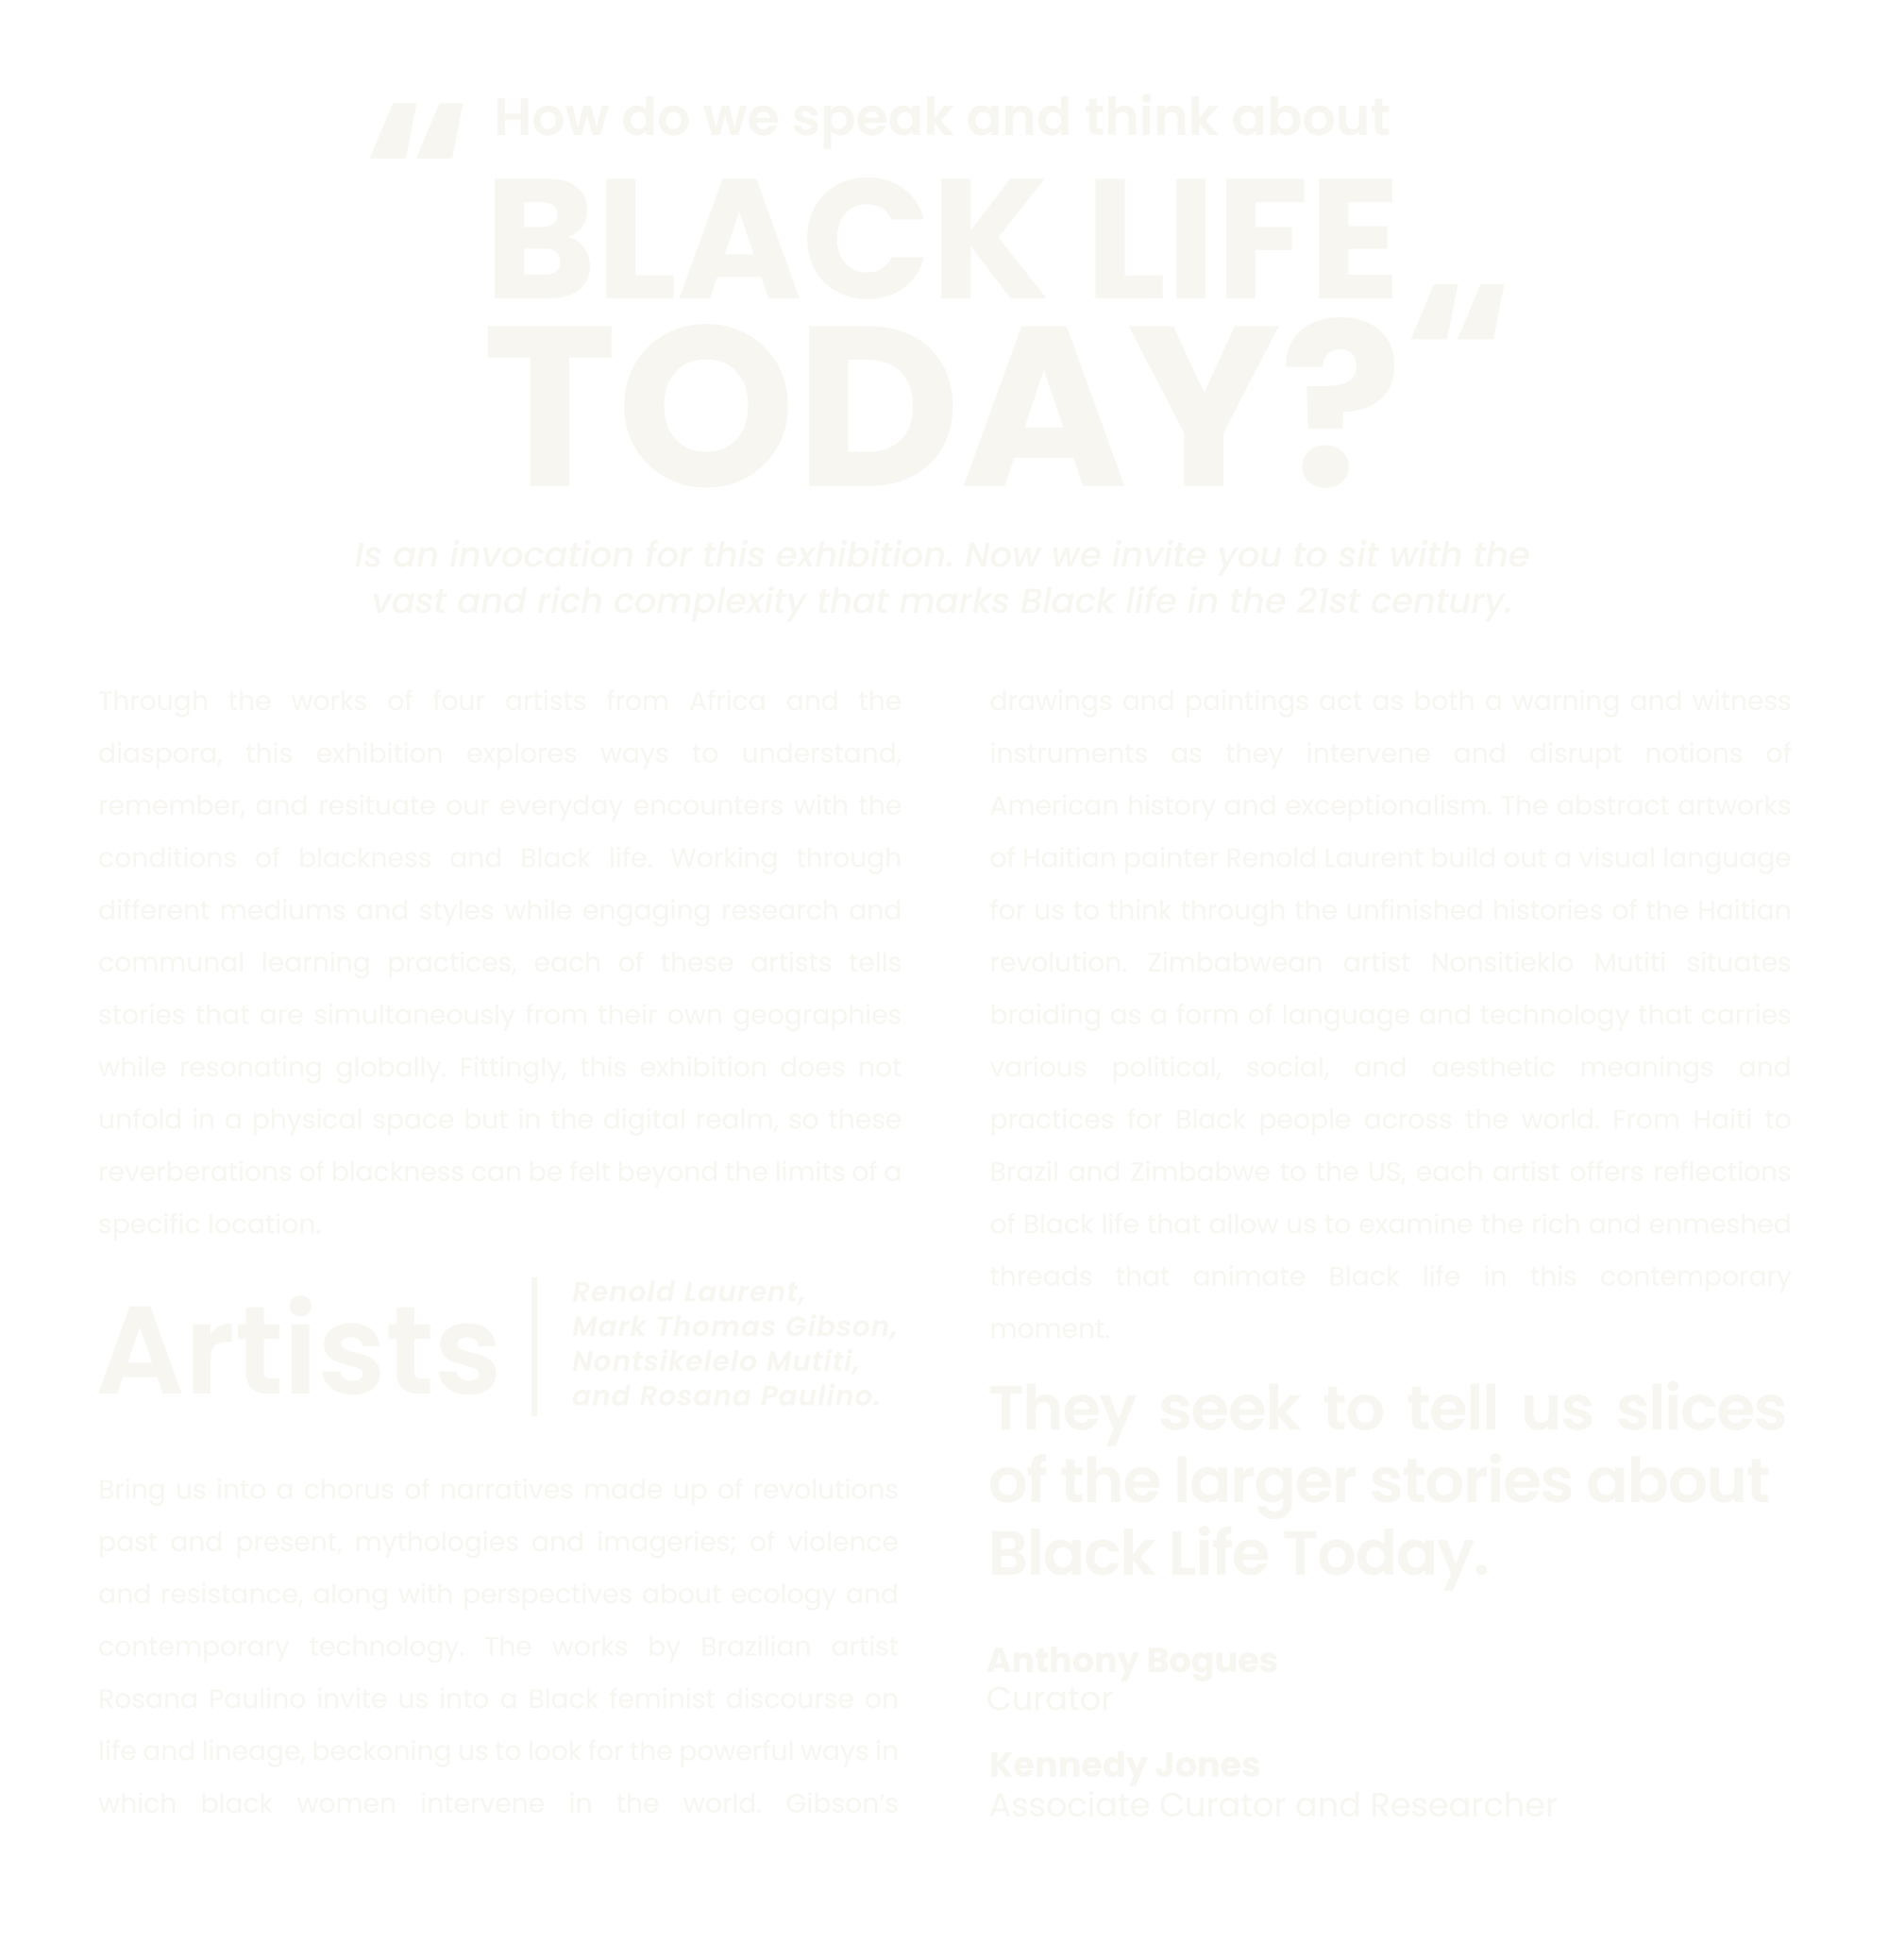 “ How do we speak and think about
BLACK LIFE
TODAY? “
Is an invocation for this exhibition. Now we invite you to sit with the
vast and rich complexity that marks Black life in the 21st century.
Through the works of four artists from Africa and the
diaspora, this exhibition explores ways to understand,
remember, and resituate our everyday encounters with the
conditions of blackness and Black life. Working through
different mediums and styles while engaging research and
communal learning practices, each of these artists tells
stories that are simultaneously from their own geographies
while resonating globally. Fittingly, this exhibition does not
unfold in a physical space but in the digital realm, so these
reverberations of blackness can be felt beyond the limits of a
specific location.
Artists
Renold Laurent,
Mark Thomas Gibson,
Nontsikelelo Mutiti,
and Rosana Paulino.
Bring us into a chorus of narratives made up of revolutions
past and present, mythologies and imageries; of violence
and resistance, along with perspectives about ecology and
contemporary technology. The works by Brazilian artist
Rosana Paulino invite us into a Black feminist discourse on
life and lineage, beckoning us to look for the powerful ways in
which black women intervene in the world. Gibson’s
drawings and paintings act as both a warning and witness
instruments as they intervene and disrupt notions of
American history and exceptionalism. The abstract artworks
of Haitian painter Renold Laurent build out a visual language
for us to think through the unfinished histories of the Haitian
revolution. Zimbabwean artist Nonsitieklo Mutiti situates
braiding as a form of language and technology that carries
various political, social, and aesthetic meanings and
practices for Black people across the world. From Haiti to
Brazil and Zimbabwe to the US, each artist offers reflections
of Black life that allow us to examine the rich and enmeshed
threads that animate Black life in this contemporary
moment.
They seek to tell us slices
of the larger stories about
Black Life Today.
Anthony Bogues
Curator
Kennedy Jones
Associate Curator and Researcher